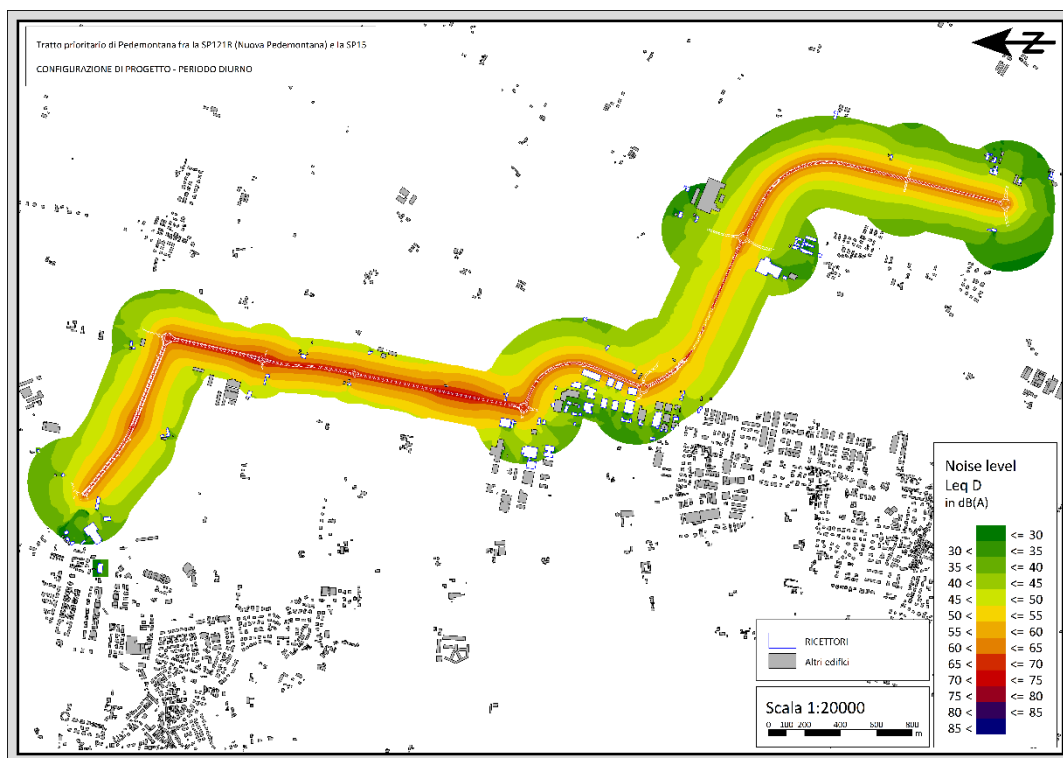 Tratto prioritario di Pedemontana fra la SP121R (Nuova Pedemontana) e la SP15
CONFIGURAZIONE DI PROGETTO - PERIODO DIURNO
Z
Noise level
Leq D
in dB(A)
<= 30
30 < <= 35
35 < <= 40
40 < <= 45
45 < <= 50
50 < <= 55
55 < <= 60
60 < <= 65
65 < <= 70
70 < <= 75
75 < <= 80
80 < <= 85
85 <
RICETTORI
Altri edifici
Scala 1:20000
0 100 200 400 600 800
m